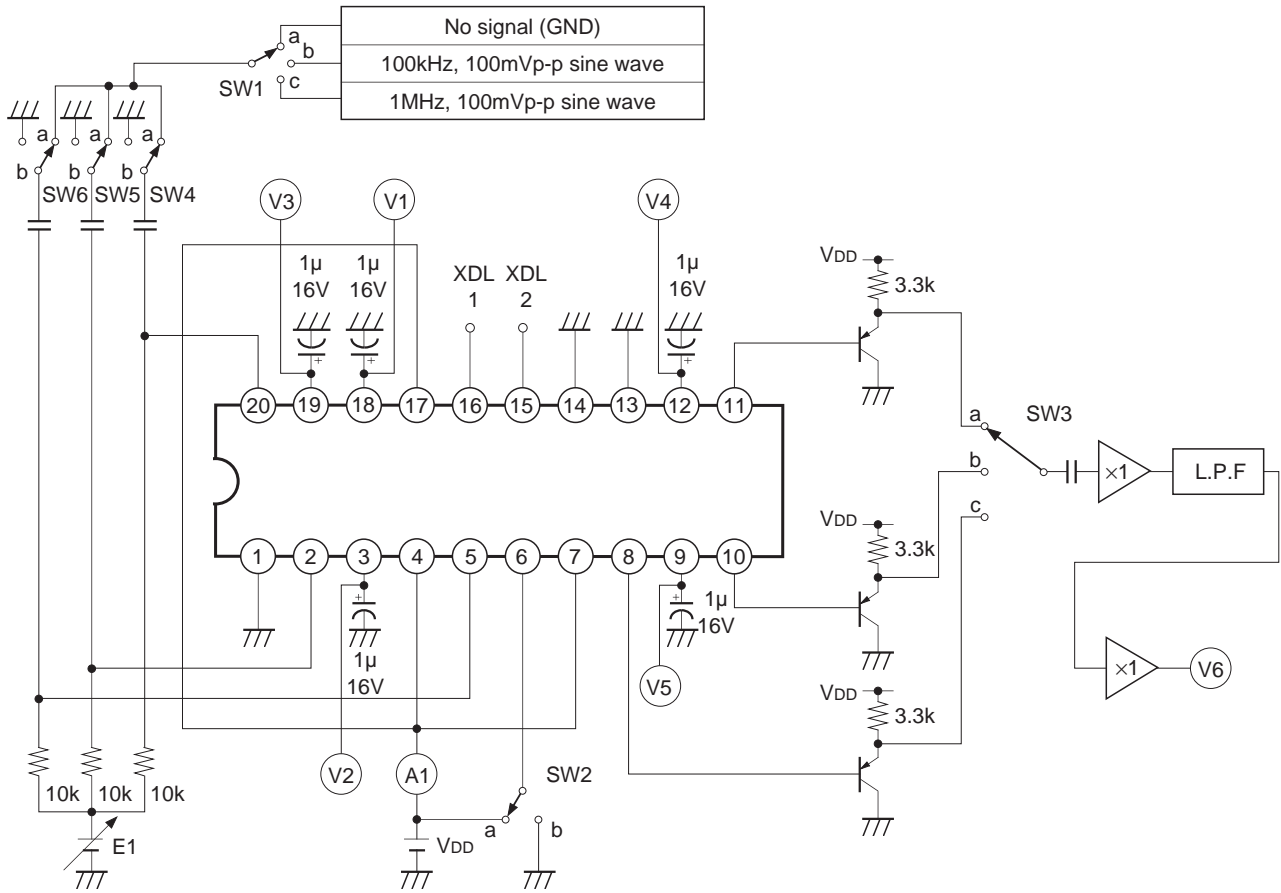 No signal (GND)
100kHz, 100mVp-p sine wave
1MHz, 100mVp-p sine wave
a
b
c
SW1
a
a
a
b
b
b
SW6
SW5
SW4
V3
V1
V4
1µ
16V
1µ
16V
XDL
1
XDL
2
1µ
16V
VDD
3.3k
20
19
18
17
16
15
14
13
12
11
a
SW3
b
×1
L.P.F
c
VDD
3.3k
1
2
3
4
5
6
7
8
9
10
1µ
16V
1µ
16V
V5
×1
V6
VDD
3.3k
V2
A1
SW2
10k
10k
10k
a
b
E1
VDD